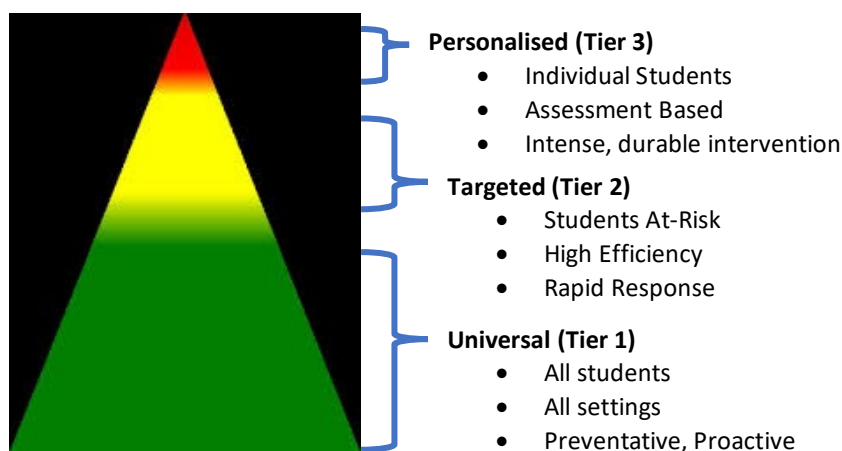 Personalised (Tier 3)
• Individual Students
• Assessment Based
• Intense, durable intervention
Targeted (Tier 2)
• Students At-Risk
• High Efficiency
• Rapid Response
Universal (Tier 1)
• All students
• All settings
• Preventative, Proactive